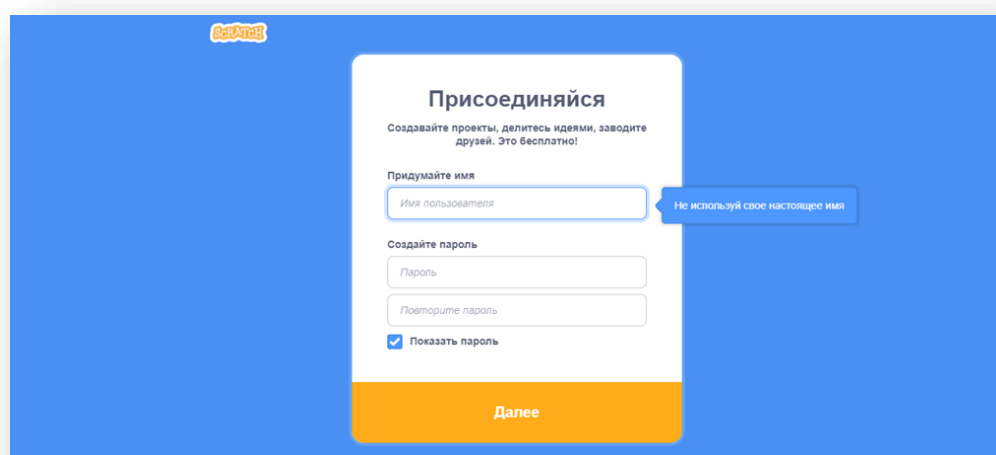 SCRATCH
Присоединяйся
Создавайте проекты, делитесь идеями, заводите
друзей. Это бесплатно!
Придумайте имя
Имя пользователя
Не используй свое настоящее имя
Создайте пароль
Пароль
Повторите пароль
Показать пароль
Далее